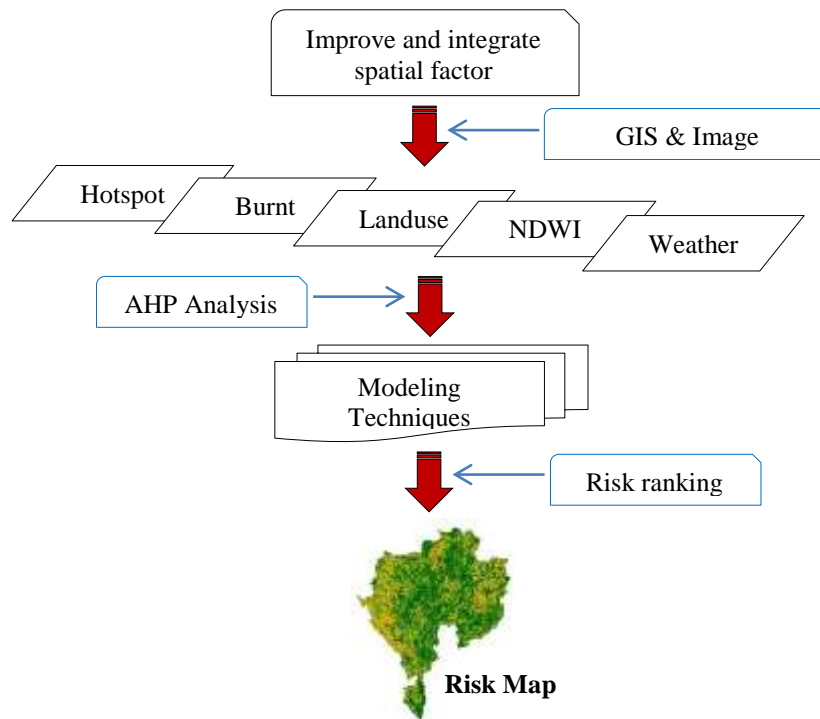 Improve and integrate
spatial factor
GIS & Image
Hotspot
Burnt
Landuse
NDWI
Weather
AHP Analysis
Modeling
Techniques
Risk ranking
Risk Map